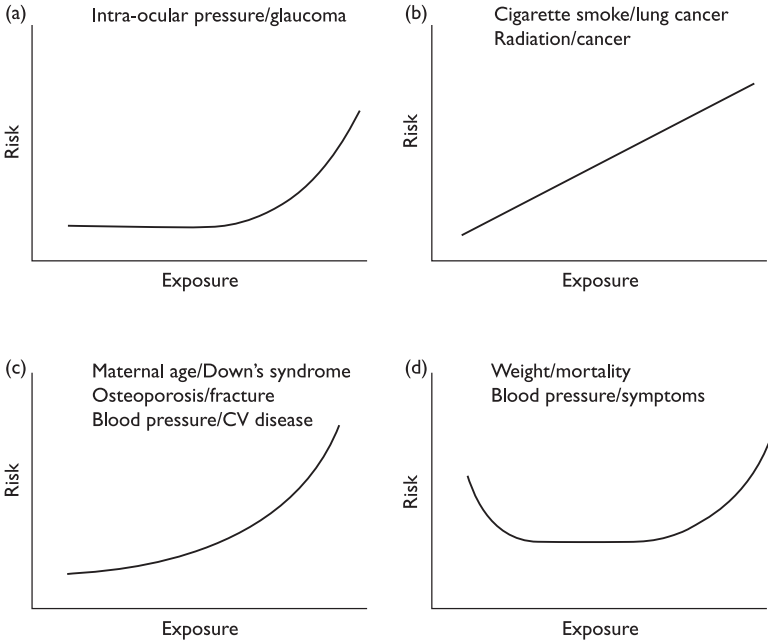 (a)
Intra-ocular pressure/glaucoma
Risk
Exposure
(b)
Cigarette smoke/lung cancer
Radiation/cancer
Risk
Exposure
(c)
Maternal age/Down's syndrome
Osteoporosis/fracture
Blood pressure/CV disease
Risk
Exposure
(d)
Weight/mortality
Blood pressure/symptoms
Risk
Exposure